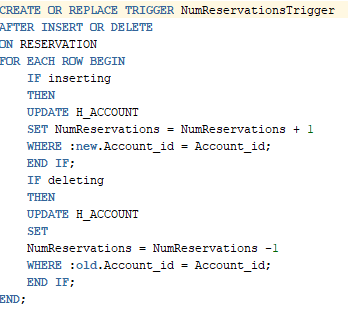 CREATE OR REPLACE TRIGGER NumReservationsTrigger
AFTER INSERT OR DELETE
ON RESERVATION
FOR EACH ROW BEGIN
IF inserting
THEN
UPDATE H_ACCOUNT
SET NumReservations = NumReservations + 1
WHERE :new.Account_id = Account_id;
END IF;
IF deleting
THEN
UPDATE H_ACCOUNT
SET
NumReservations = NumReservations -1
WHERE :old.Account_id = Account_id;
END IF;
END;